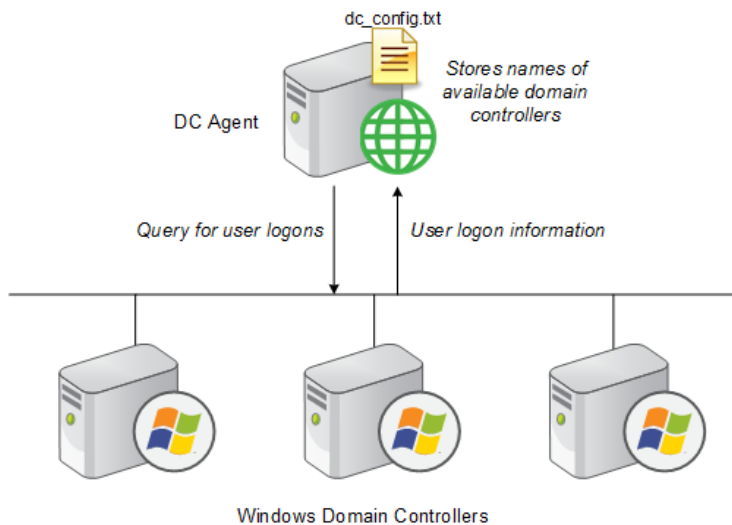 dc_config.txt
Stores names of
available domain
controllers
DC Agent
Query for user logons
User logon information
Windows Domain Controllers